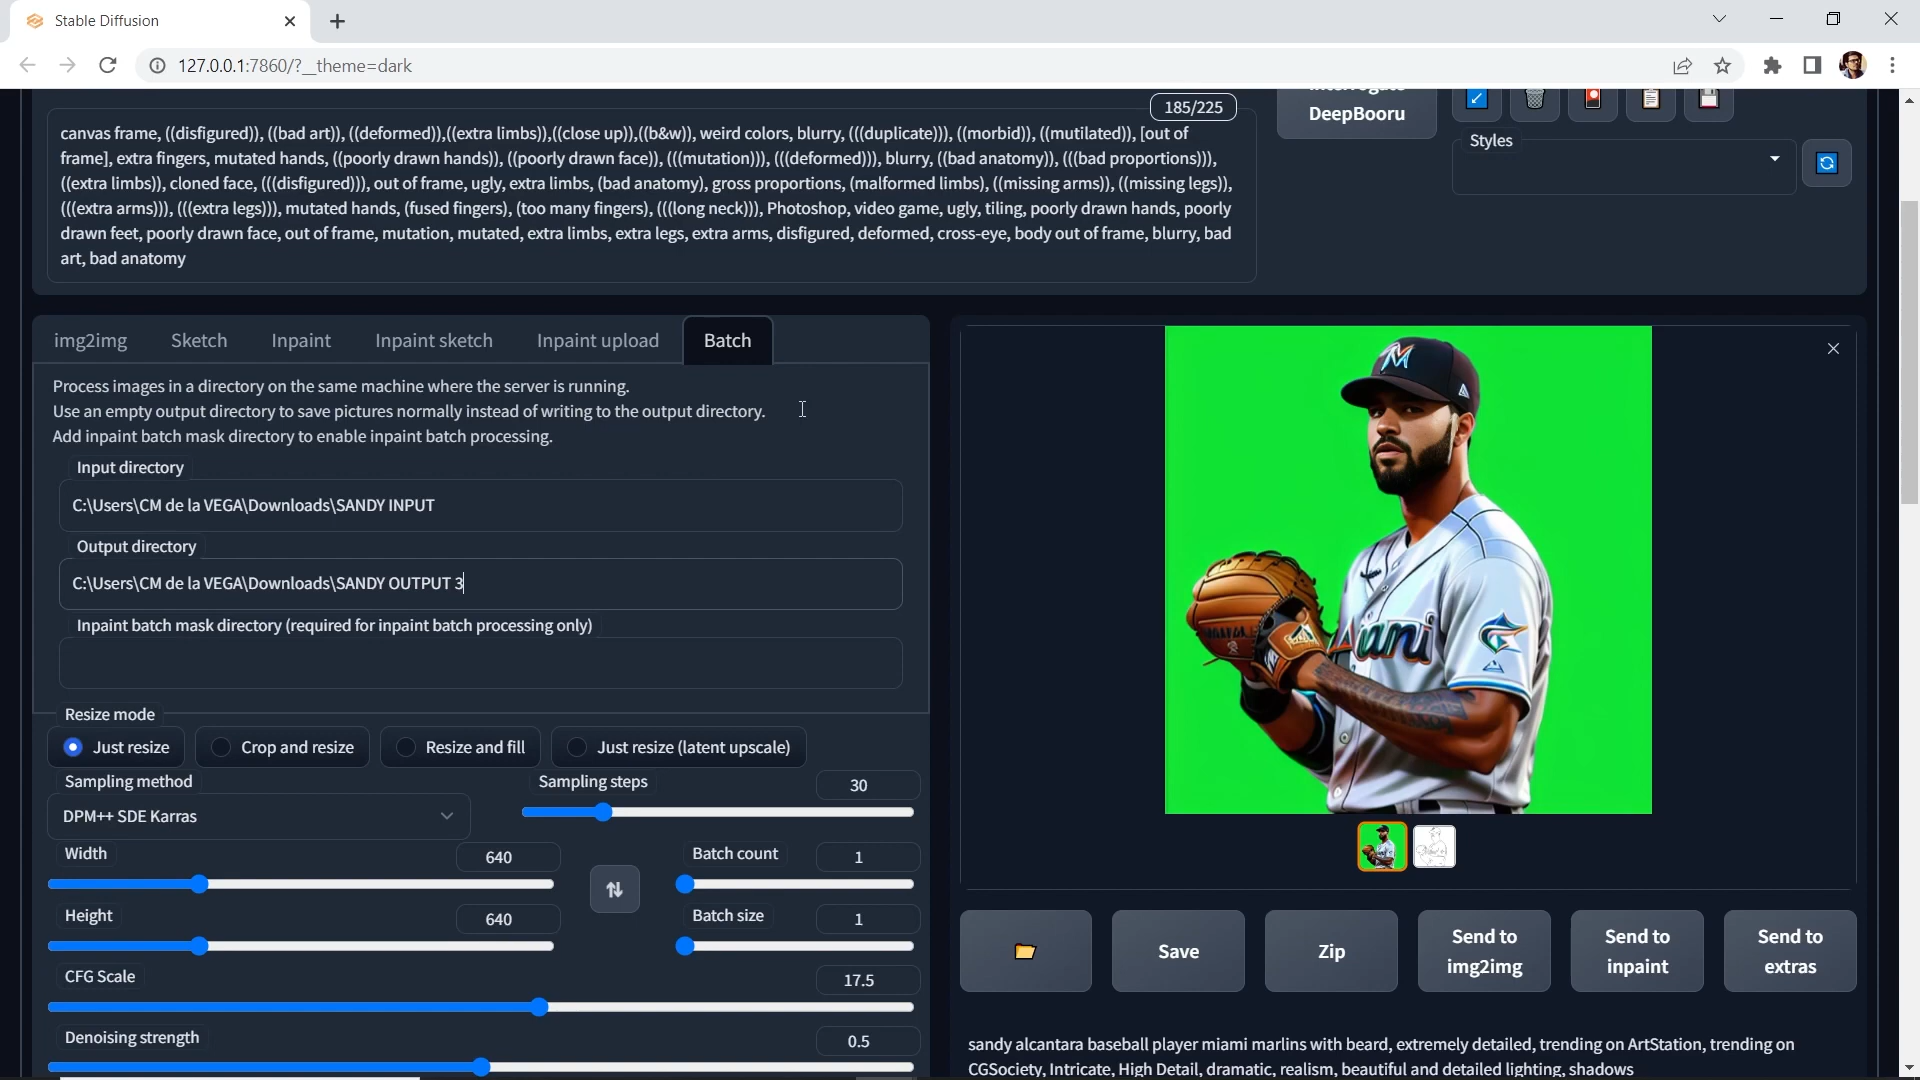 Stable Diffusion
127.0.0.1:7860/?__theme=dark
185/225
canvas frame, ((disfigured)), ((bad art)), ((deformed)),((extra limbs)),((close up)),((b&w)), weird colors, blurry, (((duplicate))), ((morbid)), ((mutilated)), [out of
frame], extra fingers, mutated hands, ((poorly drawn hands)), ((poorly drawn face)), (((mutation))), (((deformed))), blurry, ((bad anatomy)), (((bad proportions))),
((extra limbs)), cloned face, (((disfigured))), out of frame, ugly, extra limbs, (bad anatomy), gross proportions, (malformed limbs), ((missing arms)), ((missing legs)),
(((extra arms))), (((extra legs))), mutated hands, (fused fingers), (too many fingers), (((long neck))), Photoshop, video game, ugly, tiling, poorly drawn hands, poorly
drawn feet, poorly drawn face, out of frame, mutation, mutated, extra limbs, extra legs, extra arms, disfigured, deformed, cross-eye, body out of frame, blurry, bad
art, bad anatomy
Interrogate
DeepBooru
Styles
img2img Sketch Inpaint Inpaint sketch Inpaint upload Batch
Process images in a directory on the same machine where the server is running.
Use an empty output directory to save pictures normally instead of writing to the output directory.
Add inpaint batch mask directory to enable inpaint batch processing.
Input directory
C:\Users\CM de la VEGA\Downloads\SANDY INPUT
Output directory
C:\Users\CM de la VEGA\Downloads\SANDY OUTPUT 3
Inpaint batch mask directory (required for inpaint batch processing only)
Resize mode
Just resize Crop and resize Resize and fill Just resize (latent upscale)
Sampling method
DPM++ SDE Karras
Sampling steps 30
Width 640
Batch count 1
Height 640
Batch size 1
CFG Scale 17.5
Denoising strength 0.5
M
Save
Zip
Send to
img2img
Send to
inpaint
Send to
extras
sandy alcantara baseball player miami marlins with beard, extremely detailed, trending on ArtStation, trending on
CGSociety, Intricate, High Detail, dramatic, realism, beautiful and detailed lighting, shadows